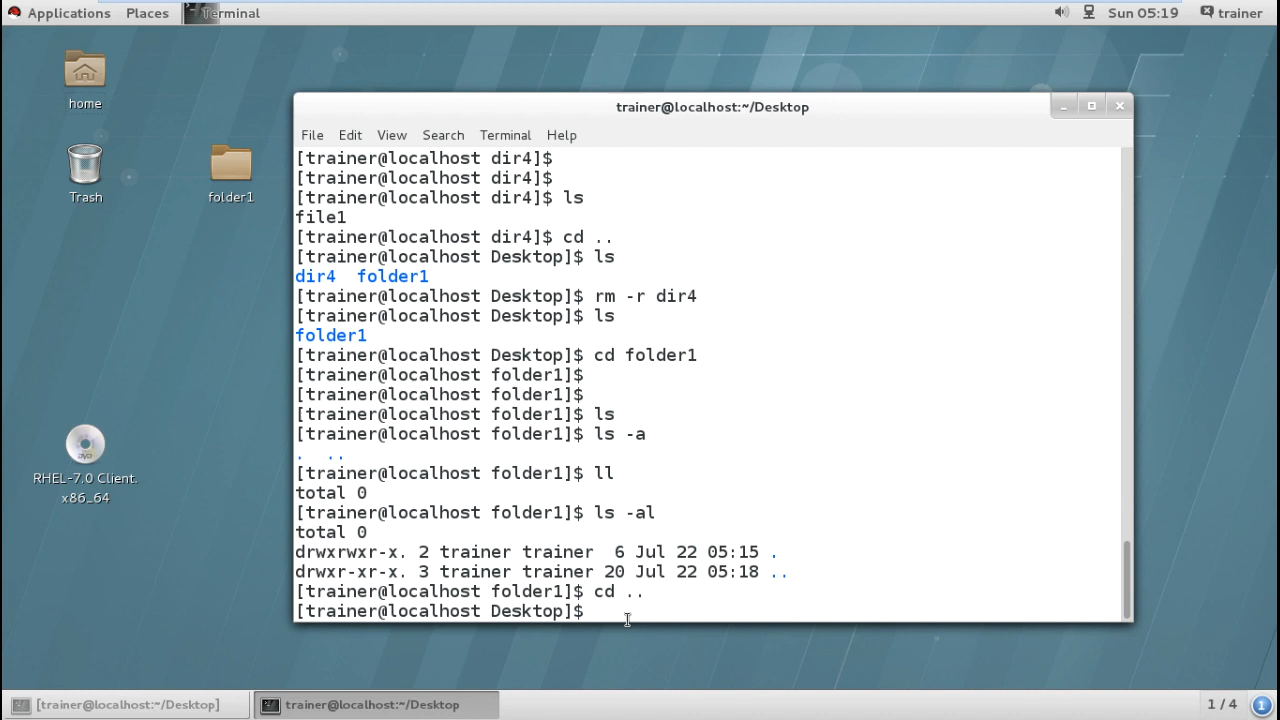 Applications Places Terminal Sun 05:19 trainer
home
Trash
folder1
RHEL-7.0 Client.
x86_64
trainer@localhost:~/Desktop
File Edit View Search Terminal Help
[trainer@localhost dir4]$
[trainer@localhost dir4]$
[trainer@localhost dir4]$ ls
file1
[trainer@localhost dir4]$ cd ..
[trainer@localhost Desktop]$ ls
dir4  folder1
[trainer@localhost Desktop]$ rm -r dir4
[trainer@localhost Desktop]$ ls
folder1
[trainer@localhost Desktop]$ cd folder1
[trainer@localhost folder1]$
[trainer@localhost folder1]$
[trainer@localhost folder1]$ ls
[trainer@localhost folder1]$ ls -a
.  ..
[trainer@localhost folder1]$ ll
total 0
[trainer@localhost folder1]$ ls -al
total 0
drwxrwxr-x. 2 trainer trainer  6 Jul 22 05:15 .
drwxr-xr-x. 3 trainer trainer 20 Jul 22 05:18 ..
[trainer@localhost folder1]$ cd ..
[trainer@localhost Desktop]$
[trainer@localhost:~/Desktop] trainer@localhost:~/Desktop 1 / 4 1